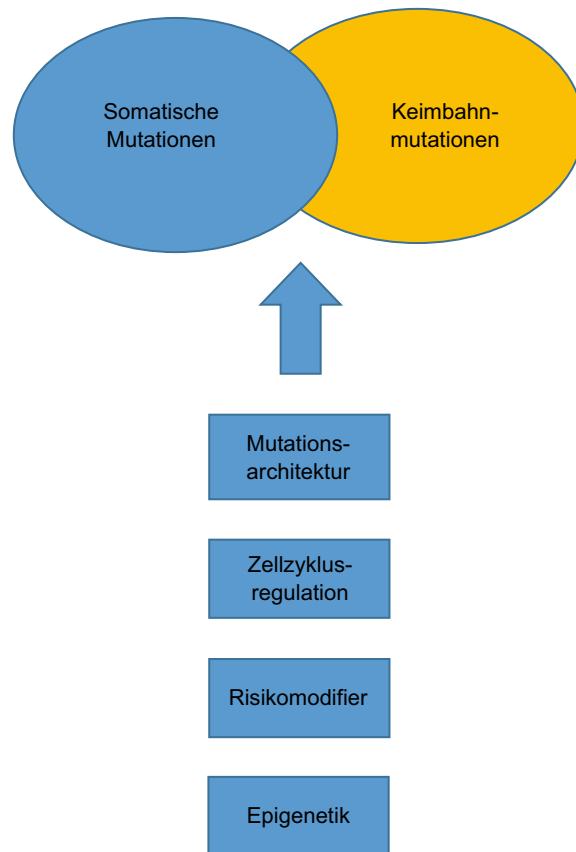 Somatische
Mutationen
Keimbahn-
mutationen
Mutations-
architektur
Zellzyklus-
regulation
Risikomodifier
Epigenetik